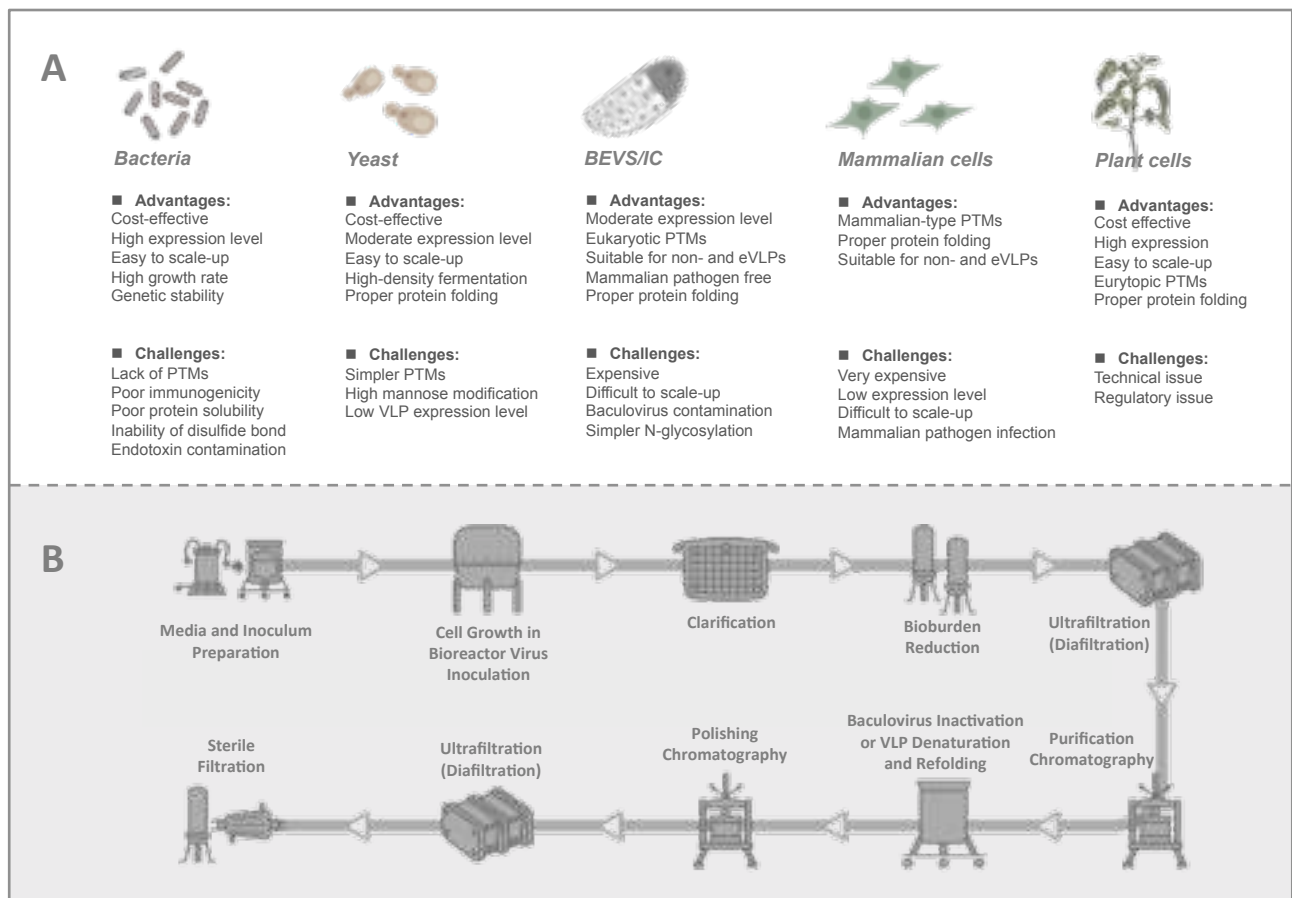 A
Bacteria
■ Advantages:
Cost-effective
High expression level
Easy to scale-up
High growth rate
Genetic stability
■ Challenges:
Lack of PTMs
Poor immunogenicity
Poor protein solubility
Inability of disulfide bond
Endotoxin contamination
Yeast
■ Advantages:
Cost-effective
Moderate expression level
Easy to scale-up
High-density fermentation
Proper protein folding
■ Challenges:
Simpler PTMs
High mannose modification
Low VLP expression level
BEVS/IC
■ Advantages:
Moderate expression level
Eukaryotic PTMs
Suitable for non- and eVLPs
Mammalian pathogen free
Proper protein folding
■ Challenges:
Expensive
Difficult to scale-up
Baculovirus contamination
Simpler N-glycosylation
Mammalian cells
■ Advantages:
Mammalian-type PTMs
Proper protein folding
Suitable for non- and eVLPs
■ Challenges:
Very expensive
Low expression level
Difficult to scale-up
Mammalian pathogen infection
Plant cells
■ Advantages:
Cost effective
High expression
Easy to scale-up
Eurytopic PTMs
Proper protein folding
■ Challenges:
Technical issue
Regulatory issue
B
Media and Inoculum
Preparation
Cell Growth in
Bioreactor Virus
Inoculation
Clarification
Bioburden
Reduction
Ultrafiltration
(Diafiltration)
Purification
Chromatography
Baculovirus Inactivation
or VLP Denaturation
and Refolding
Polishing
Chromatography
Ultrafiltration
(Diafiltration)
Sterile
Filtration